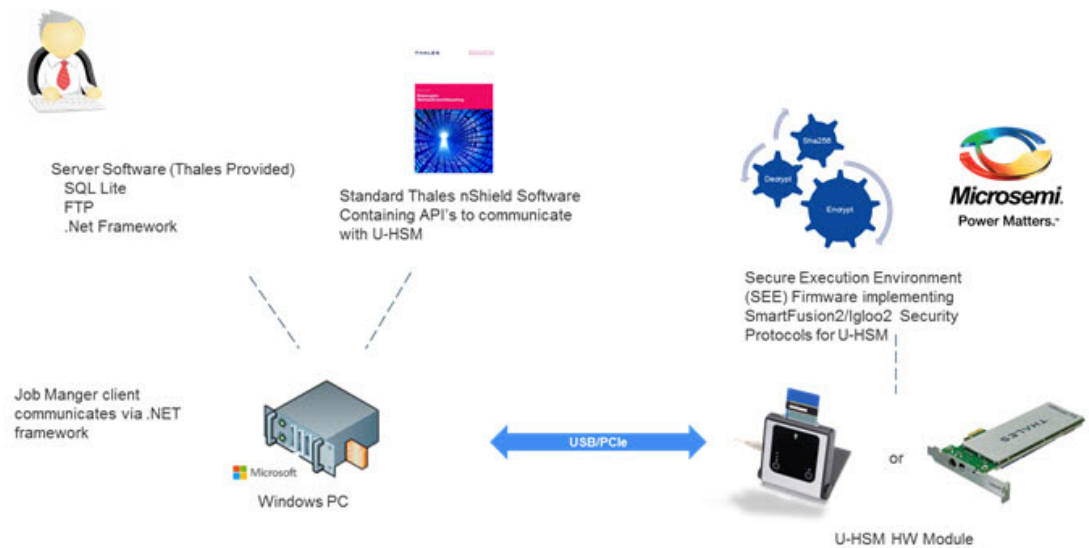 THALES
Server Software (Thales Provided)
SQL Lite
FTP
.Net Framework
Standard Thales nShield Software
Containing API's to communicate
with U-HSM
Sha256
Decrypt
Encrypt
Microsemi.
Power Matters.™
Secure Execution Environment
(SEE) Firmware implementing
SmartFusion2/Igloo2 Security
Protocols for U-HSM
Job Manger client
communicates via .NET
framework
Microsoft
Windows PC
USB/PCIe
or
THALES
U-HSM HW Module